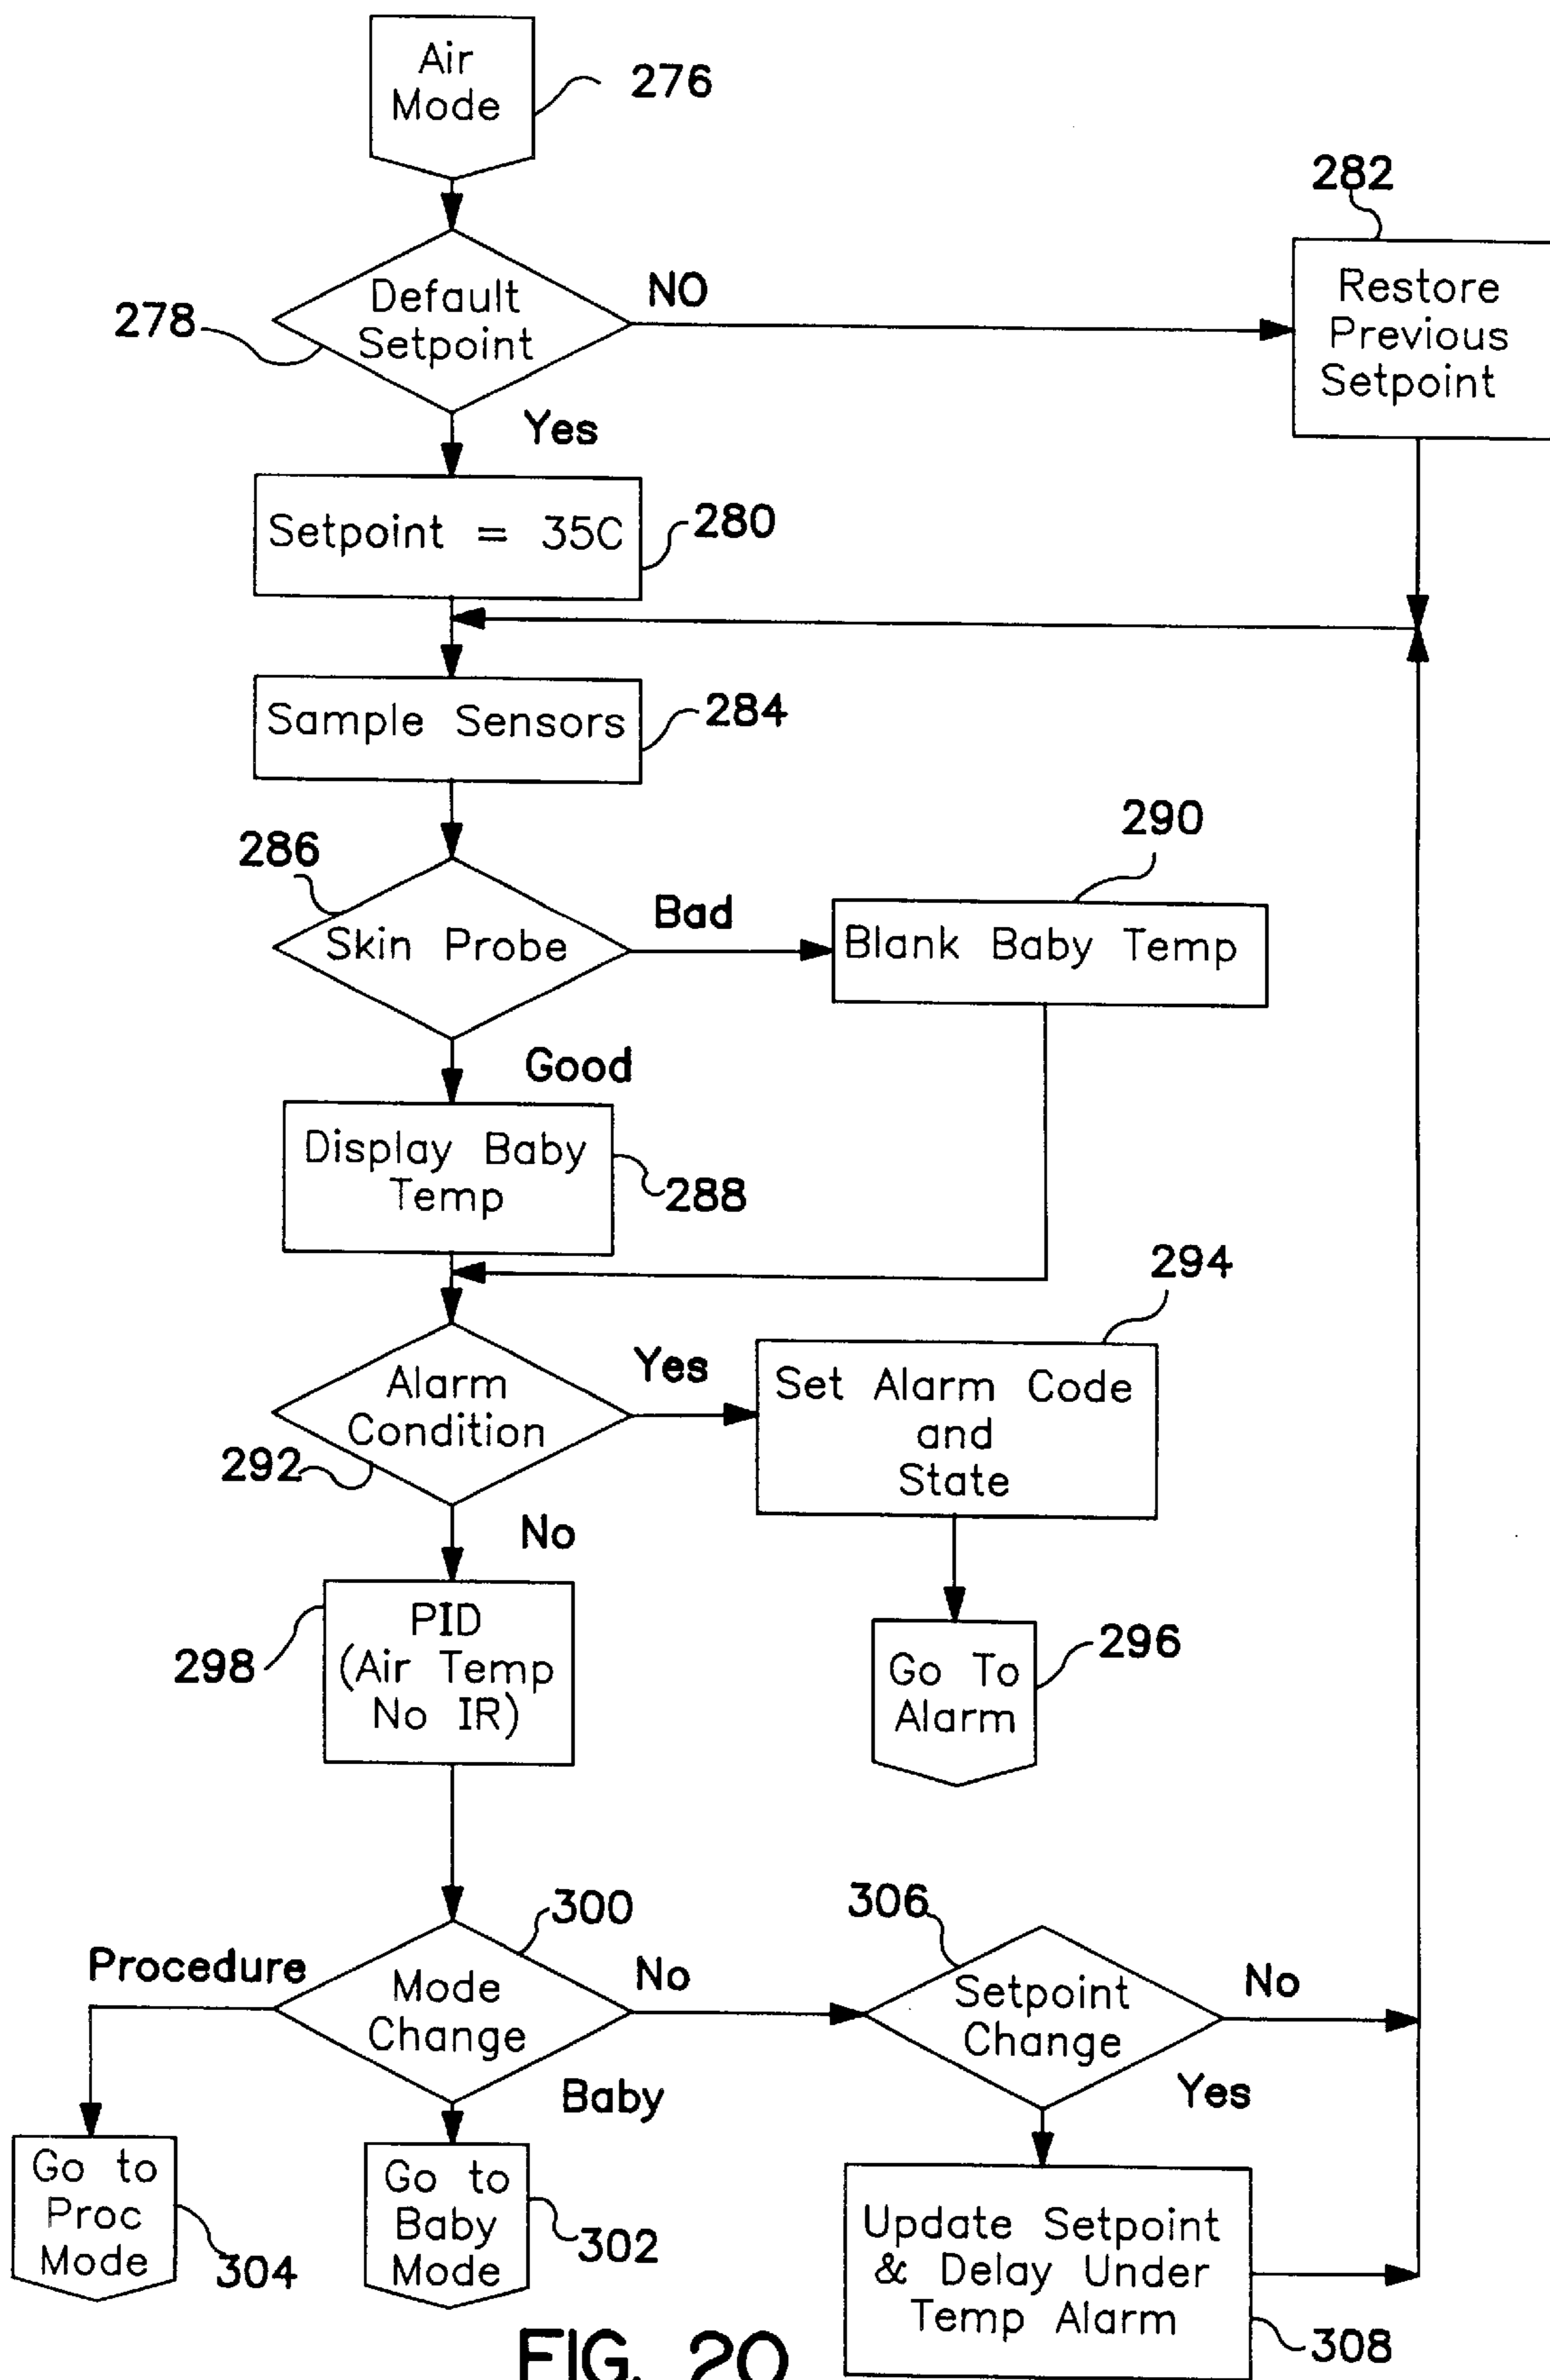 Air
Mode
276
282
Default
Setpoint
NO
278
Restore
Previous
Setpoint
Yes
Setpoint = 35C
280
Sample Sensors
284
286
Skin Probe
Bad
290
Blank Baby Temp
Good
Display Baby
Temp
288
294
Alarm
Condition
292
Yes
Set Alarm Code
and
State
No
PID
(Air Temp
No IR)
298
Go To
Alarm
296
300
306
Procedure
Mode
Change
No
Setpoint
Change
No
Baby
Yes
Go to
Proc
Mode
304
Go to
Baby
Mode
302
Update Setpoint
& Delay Under
Temp Alarm
308
FIG. 20